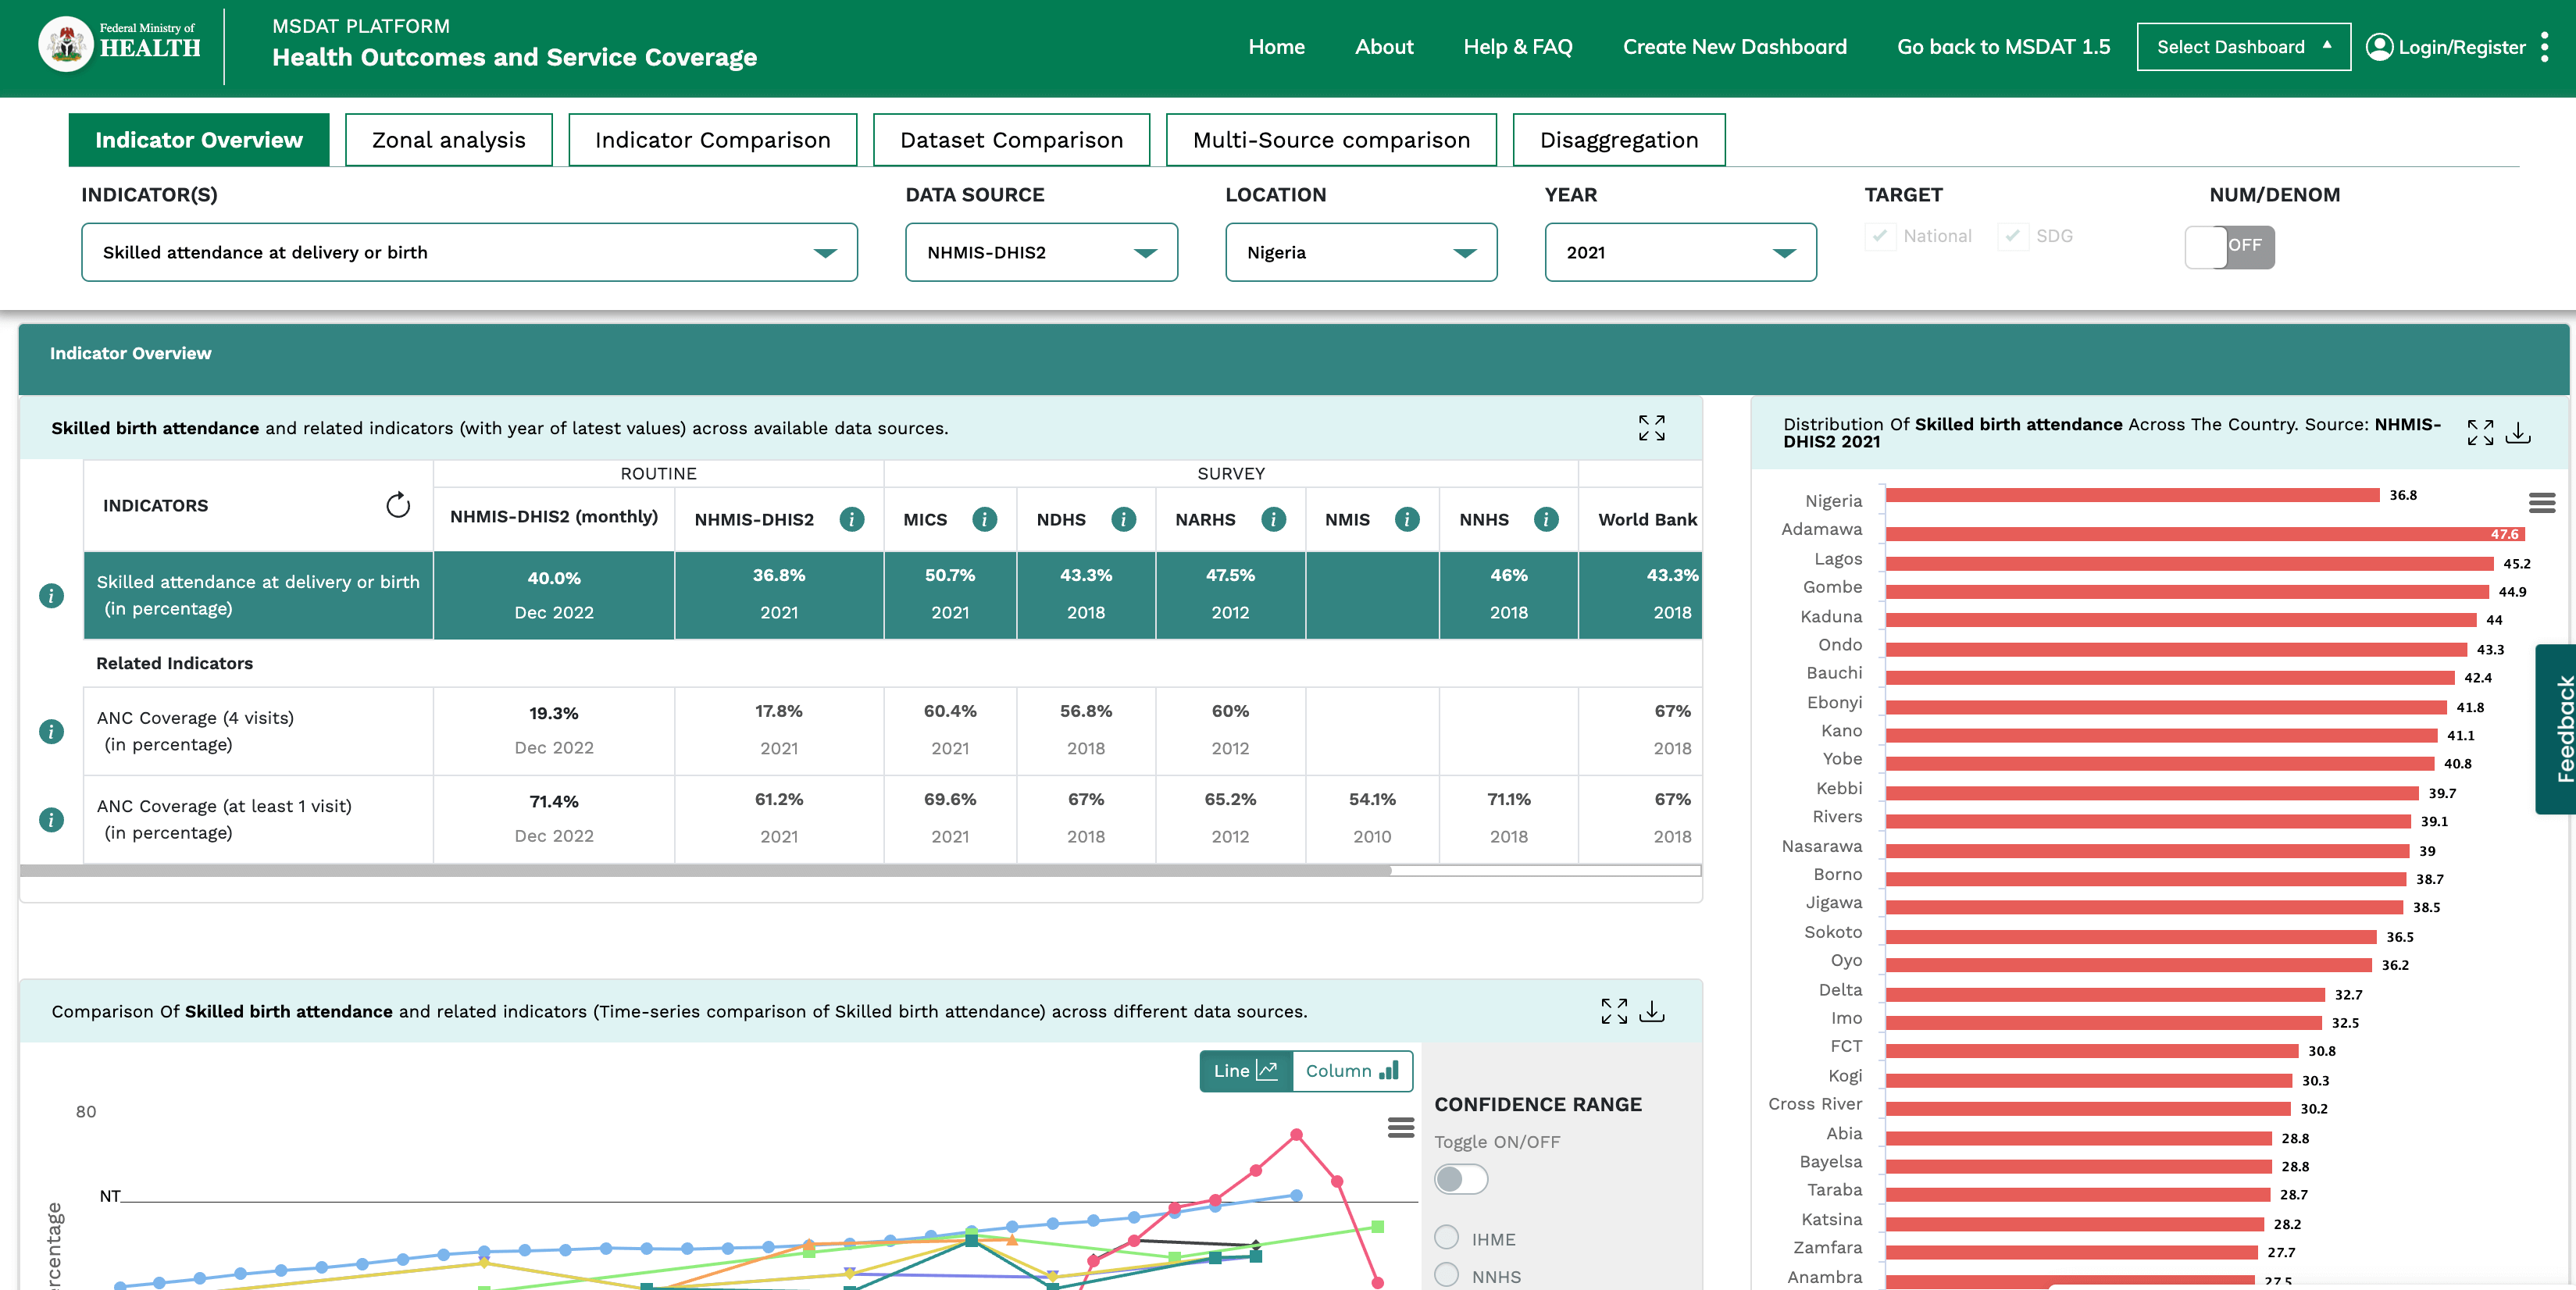 Federal Ministry of
HEALTH
MSDAT PLATFORM
Health Outcomes and Service Coverage
Home About Help & FAQ Create New Dashboard Go back to MSDAT 1.5 Select Dashboard Login/Register
Indicator Overview Zonal analysis Indicator Comparison Dataset Comparison Multi-Source comparison Disaggregation
INDICATOR(S) DATA SOURCE LOCATION YEAR TARGET NUM/DENOM
Skilled attendance at delivery or birth NHMIS-DHIS2 Nigeria 2021 National SDG OFF
Indicator Overview
Skilled birth attendance and related indicators (with year of latest values) across available data sources.
ROUTINE SURVEY
INDICATORS NHMIS-DHIS2 (monthly) NHMIS-DHIS2 MICS NDHS NARHS NMIS NNHS World Bank
Skilled attendance at delivery or birth 40.0% 36.8% 50.7% 43.3% 47.5% 46% 43.3%
(in percentage) Dec 2022 2021 2021 2018 2012 2018 2018
Related Indicators
ANC Coverage (4 visits) 19.3% 17.8% 60.4% 56.8% 60% 67%
(in percentage) Dec 2022 2021 2021 2018 2012 2018
ANC Coverage (at least 1 visit) 71.4% 61.2% 69.6% 67% 65.2% 54.1% 71.1% 67%
(in percentage) Dec 2022 2021 2021 2018 2012 2010 2018 2018
Comparison Of Skilled birth attendance and related indicators (Time-series comparison of Skilled birth attendance) across different data sources.
Line Column
80
NT
CONFIDENCE RANGE
Toggle ON/OFF
IHME
NNHS
Distribution Of Skilled birth attendance Across The Country. Source: NHMIS-
DHIS2 2021
Nigeria 36.8
Adamawa 47.6
Lagos 45.2
Gombe 44.9
Kaduna 44
Ondo 43.3
Bauchi 42.4
Ebonyi 41.8
Kano 41.1
Yobe 40.8
Kebbi 39.7
Rivers 39.1
Nasarawa 39
Borno 38.7
Jigawa 38.5
Sokoto 36.5
Oyo 36.2
Delta 32.7
Imo 32.5
FCT 30.8
Kogi 30.3
Cross River 30.2
Abia 28.8
Bayelsa 28.8
Taraba 28.7
Katsina 28.2
Zamfara 27.7
Anambra 27.5
Feedback